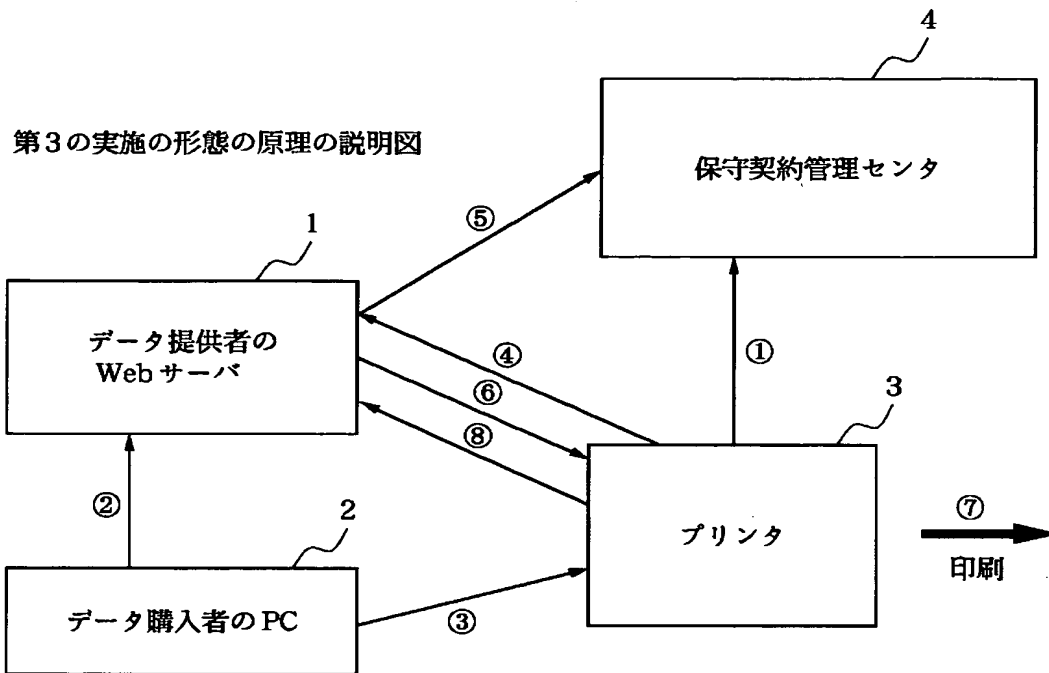 4
第3の実施の形態の原理の説明図
保守契約管理センタ
⑤
1
データ提供者の
Webサーバ
④
①
⑥
3
⑧
②
2
プリンタ
⑦
印刷
データ購入者のPC
③